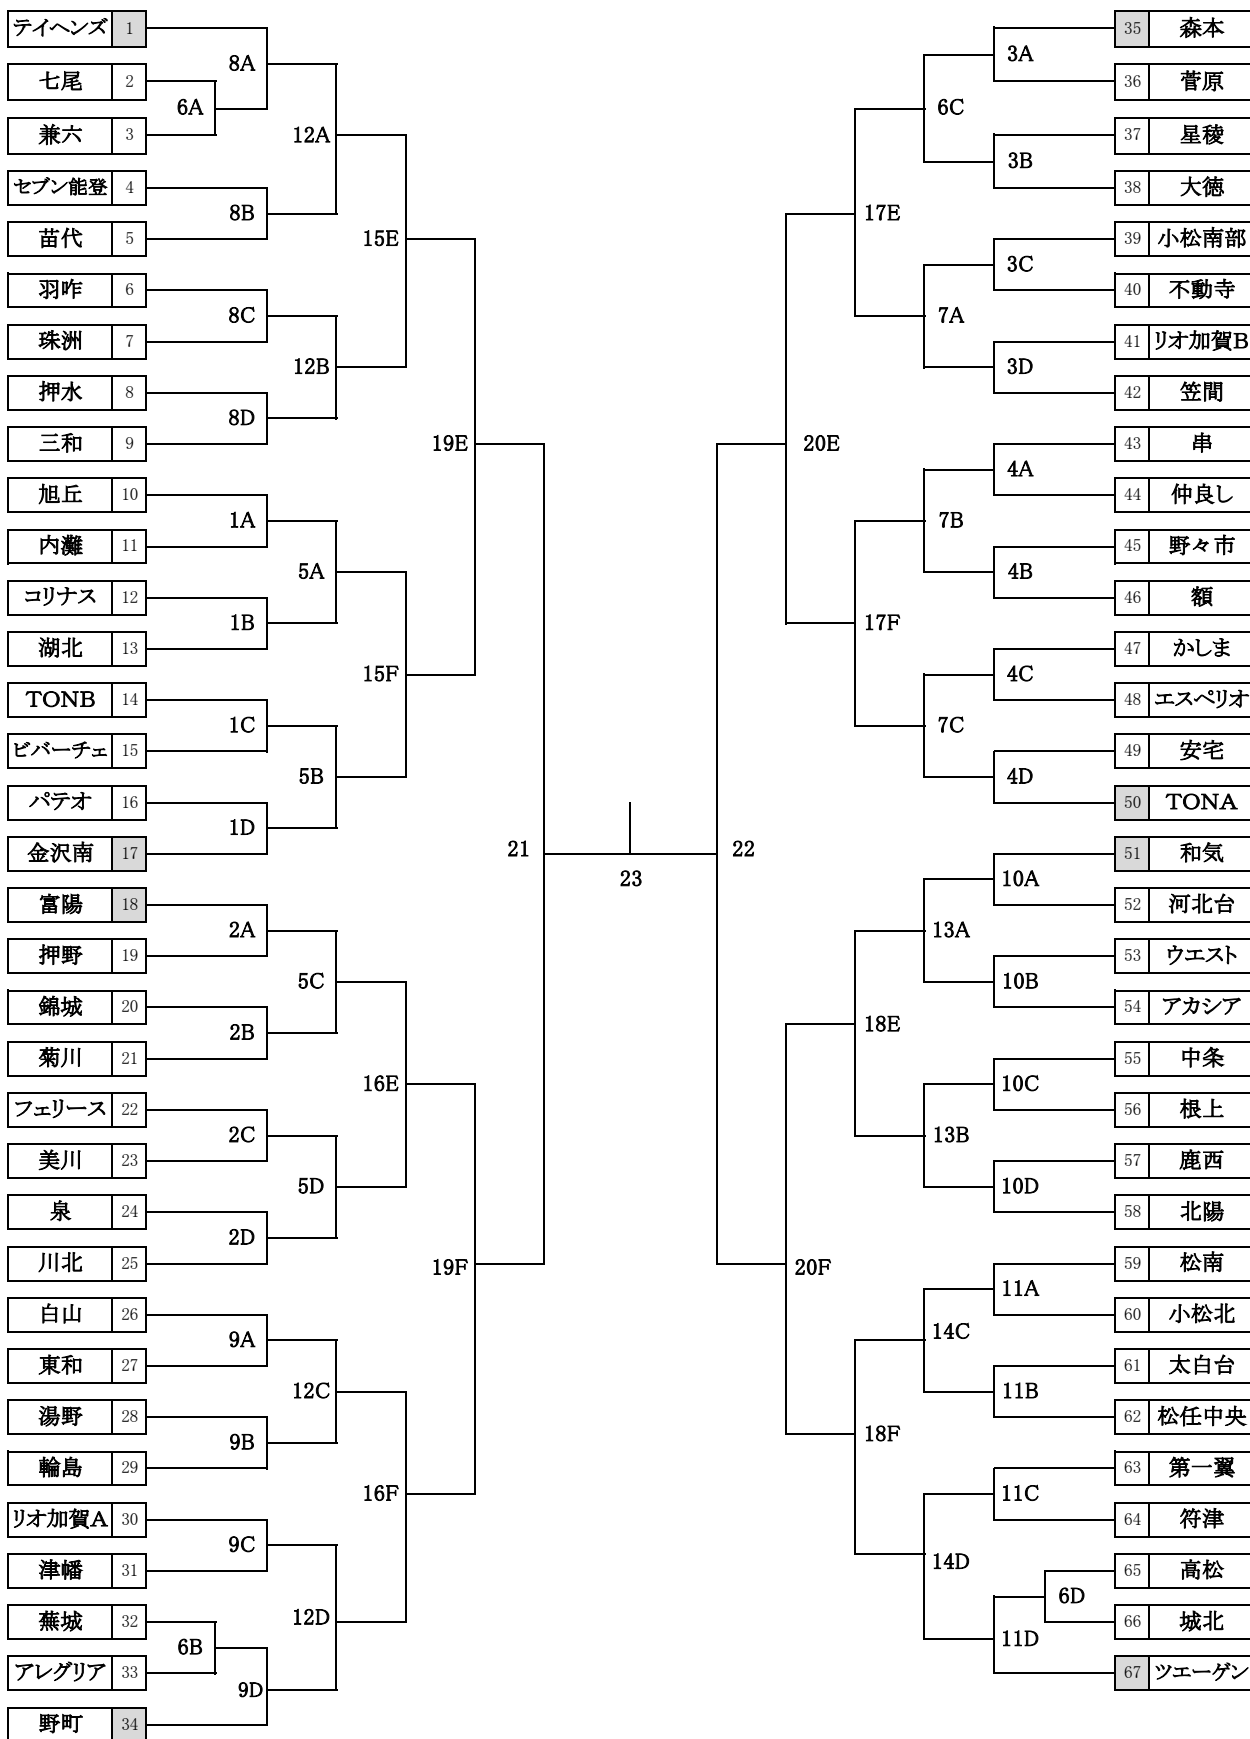 テイヘンズ 1
七尾 2
兼六 3
セブン能登 4
苗代 5
羽咋 6
珠洲 7
押水 8
三和 9
旭丘 10
内灘 11
コリナス 12
湖北 13
TONB 14
ビバーチェ 15
パテオ 16
金沢南 17
富陽 18
押野 19
錦城 20
菊川 21
フェリース 22
美川 23
泉 24
川北 25
白山 26
東和 27
湯野 28
輪島 29
リオ加賀A 30
津幡 31
蕪城 32
アレグリア 33
野町 34
6A
6B
8A
8B
8C
8D
1A
1B
1C
1D
2A
2B
2C
2D
9A
9B
9C
9D
12A
12B
5A
5B
5C
5D
12C
12D
15E
15F
16E
16F
19E
19F
21
23
22
20E
20F
17E
17F
18E
18F
6C
7A
7B
7C
13A
13B
14C
14D
3A
3B
3C
3D
4A
4B
4C
4D
10A
10B
10C
10D
11A
11B
11C
11D
6D
35 森本
36 菅原
37 星稜
38 大徳
39 小松南部
40 不動寺
41 リオ加賀B
42 笠間
43 串
44 仲良し
45 野々市
46 額
47 かしま
48 エスペリオ
49 安宅
50 TONA
51 和気
52 河北台
53 ウエスト
54 アカシア
55 中条
56 根上
57 鹿西
58 北陽
59 松南
60 小松北
61 太白台
62 松任中央
63 第一翼
64 符津
65 高松
66 城北
67 ツエーゲン